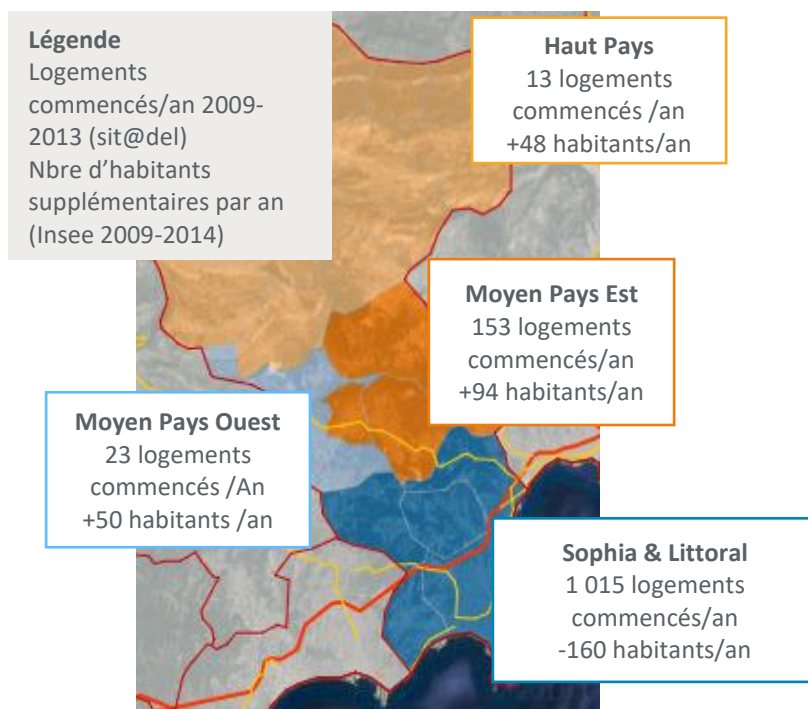 Légende
Logements
commencés/an 2009-
2013 (sit@del)
Nbre d'habitants
supplémentaires par an
(Insee 2009-2014)
Haut Pays
13 logements
commencés /an
+48 habitants/an
Moyen Pays Est
153 logements
commencés/an
+94 habitants/an
Moyen Pays Ouest
23 logements
commencés /An
+50 habitants /an
Sophia & Littoral
1 015 logements
commencés/an
-160 habitants/an